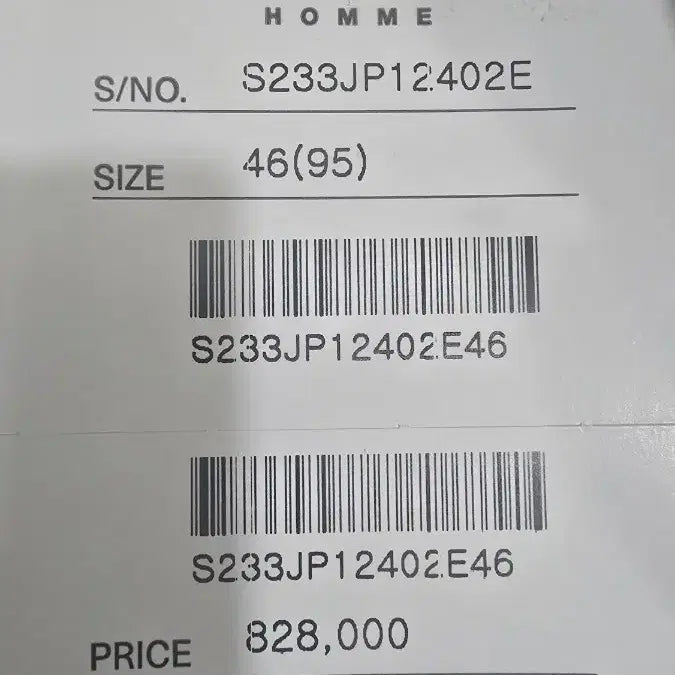 HOMME
S/NO. S233JP12402E
SIZE 46(95)
S233JP12402E46
S233JP12402E46
PRICE 828,000